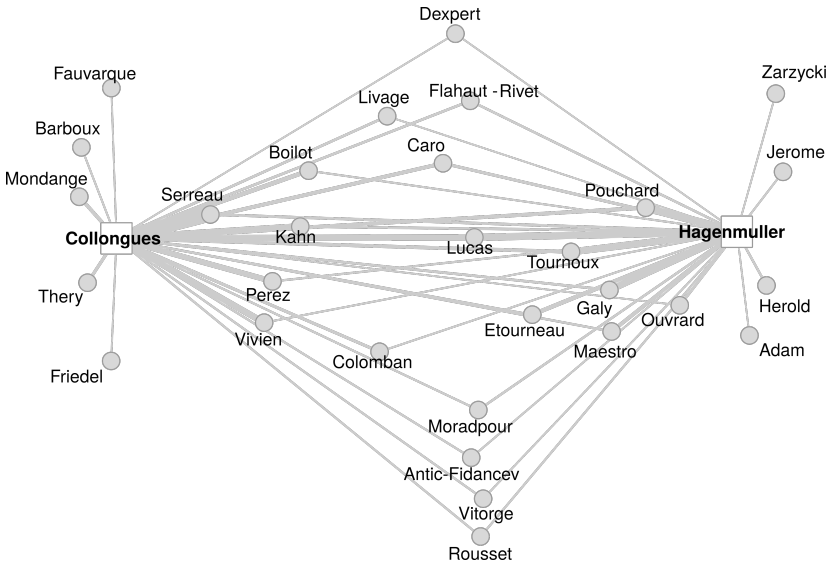 Dexpert
Fauvarque
Zarzycki
Livage
Flahaut -Rivet
Barboux
Boilot
Caro
Jerome
Mondange
Serreau
Pouchard
Collongues
Kahn
Lucas
Hagenmuller
Tournoux
Thery
Perez
Galy
Ouvrard
Herold
Vivien
Etourneau
Maestro
Adam
Colomban
Friedel
Moradpour
Antic-Fidancev
Vitorge
Rousset